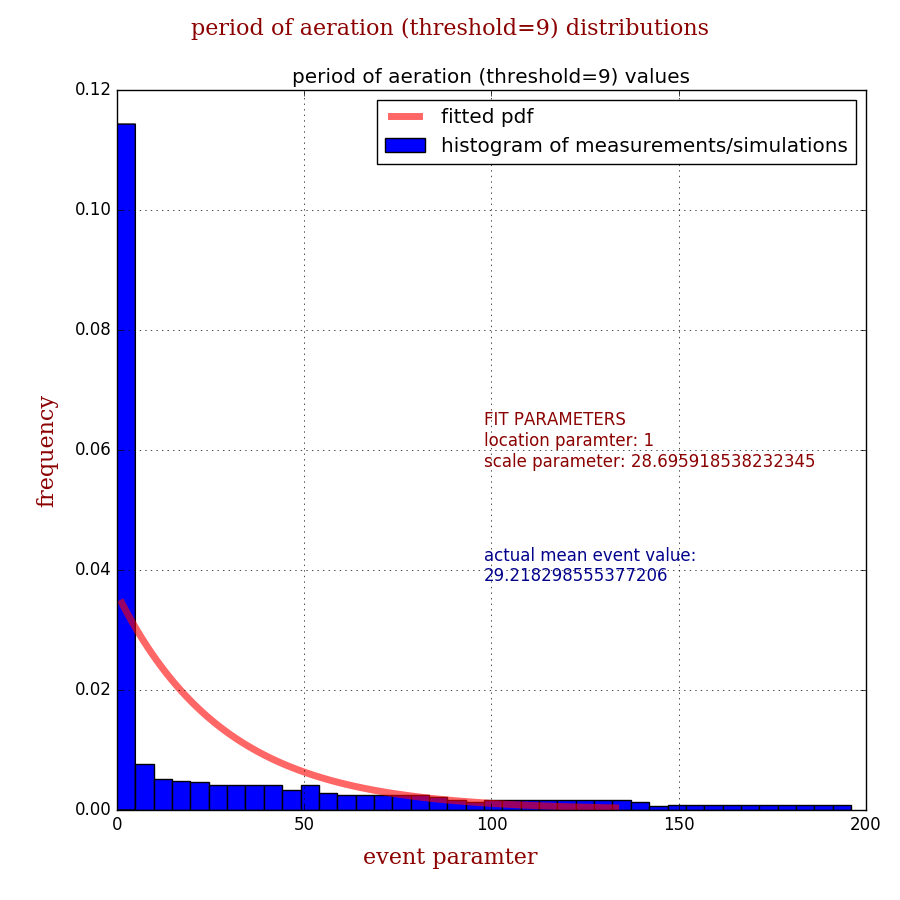 period of aeration (threshold=9) distributions
period of aeration (threshold=9) values
0.12
0.10
0.08
0.06
0.04
0.02
0.00
frequency
fitted pdf
histogram of measurements/simulations
FIT PARAMETERS
location paramter: 1
scale parameter: 28.695918538232345
actual mean event value:
29.218298555377206
0
50
100
150
200
event paramter